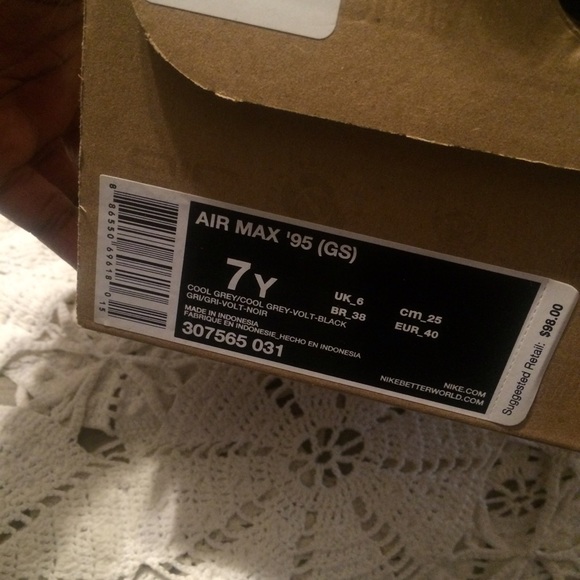 AIR MAX '95 (GS)
7Y
UK_6
cm_25
BR_38
EUR_40
COOL GREY/COOL GREY-VOLT-BLACK
GRI/GRI-VOLT-NOIR
MADE IN INDONESIA
FABRIQUE EN INDONESIE_HECHO EN INDONESIA
307565 031
NIKE.COM
NIKEBETTERWORLD.COM
Suggested Retail: $98.00